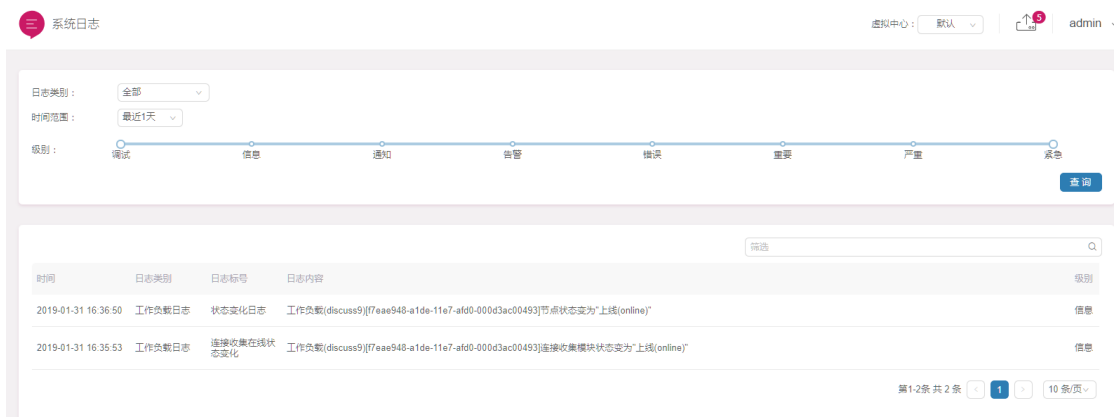 系统日志
虚拟中心： 默认 5 admin
日志类别： 全部
时间范围： 最近1天
级别： 调试 信息 通知 告警 错误 重要 严重 紧急
查询
筛选
时间 日志类别 日志标号 日志内容 级别
2019-01-31 16:36:50 工作负载日志 状态变化日志 工作负载(discuss9)[f7eae948-a1de-11e7-afd0-000d3ac00493]节点状态变为"上线(online)" 信息
2019-01-31 16:35:53 工作负载日志 连接收集在线状态变化 工作负载(discuss9)[f7eae948-a1de-11e7-afd0-000d3ac00493]连接收集模块状态变为"上线(online)" 信息
第1-2条 共 2 条 < 1 > 10 条/页